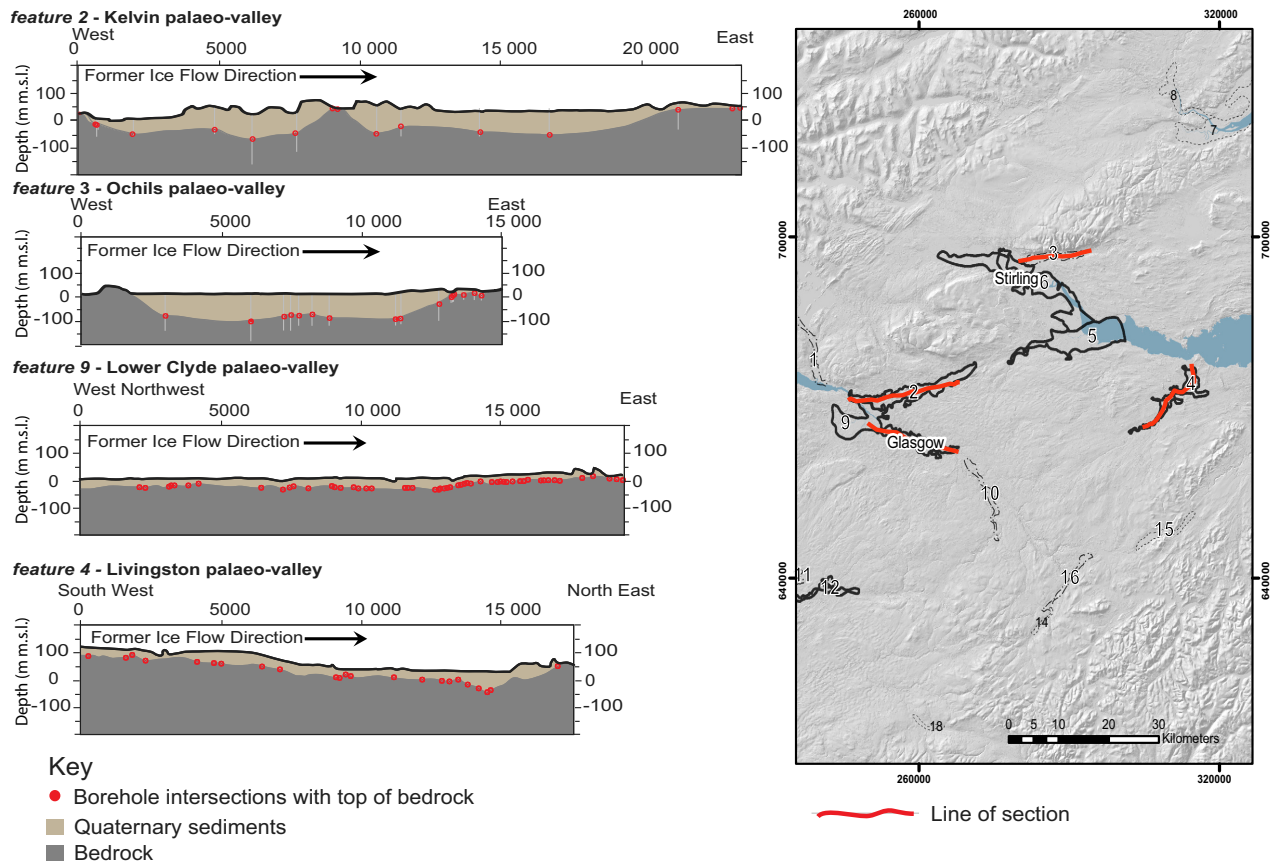 feature 2 - Kelvin palaeo-valley
West
East
0 5000 10 000 15 000 20 000
Former Ice Flow Direction
Depth (m m.s.l.)
100 100
0 0
-100 -100
feature 3 - Ochils palaeo-valley
West East
0 5000 10 000 15 000
Former Ice Flow Direction
Depth (m m.s.l.)
100 100
0 0
-100 -100
feature 9 - Lower Clyde palaeo-valley
West Northwest
East
0 5000 10 000 15 000
Former Ice Flow Direction
Depth (m m.s.l.)
100 100
0 0
-100 -100
feature 4 - Livingston palaeo-valley
South West North East
0 5000 10 000 15 000
Former Ice Flow Direction
Depth (m m.s.l.)
100 100
0 0
-100 -100
Key
Borehole intersections with top of bedrock
Quaternary sediments
Bedrock
260000 320000
8
7
700000 700000
3
Stirling
6
5
1
2
4
9
Glasgow
10
15
16
640000 640000
11
12
14
18
0 5 10 20 30
Kilometers
260000 320000
Line of section